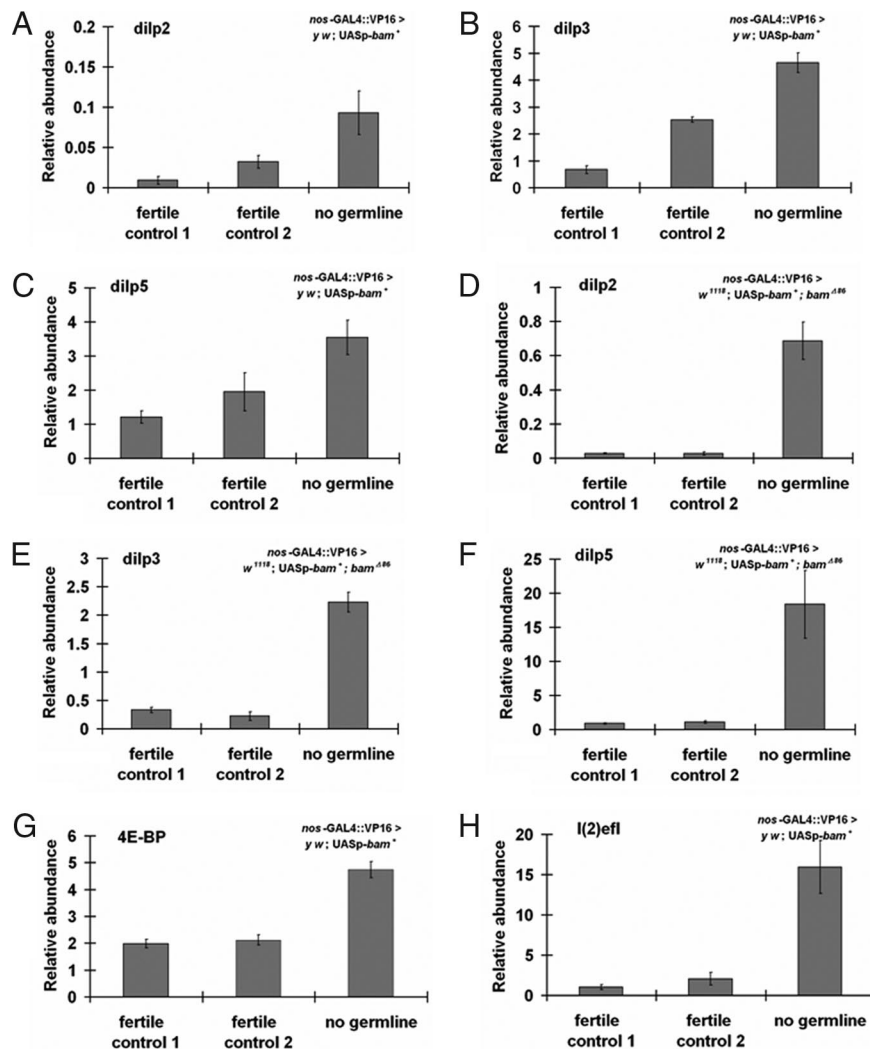 A
dilp2
nos-GAL4::VP16 >
y w; UASp-bam⁺
Relative abundance
0.2
0.15
0.1
0.05
0
fertile control 1
fertile control 2
no germline
B
dilp3
nos-GAL4::VP16 >
y w; UASp-bam⁺
Relative abundance
6
5
4
3
2
1
0
fertile control 1
fertile control 2
no germline
C
dilp5
nos-GAL4::VP16 >
y w; UASp-bam⁺
Relative abundance
5
4
3
2
1
0
fertile control 1
fertile control 2
no germline
D
dilp2
nos-GAL4::VP16 >
w¹¹¹⁸; UASp-bam⁺; bam^Δ86
Relative abundance
1
0.8
0.6
0.4
0.2
0
fertile control 1
fertile control 2
no germline
E
dilp3
nos-GAL4::VP16 >
w¹¹¹⁸; UASp-bam⁺; bam^Δ86
Relative abundance
3
2.5
2
1.5
1
0.5
0
fertile control 1
fertile control 2
no germline
F
dilp5
nos-GAL4::VP16 >
w¹¹¹⁸; UASp-bam⁺; bam^Δ86
Relative abundance
25
20
15
10
5
0
fertile control 1
fertile control 2
no germline
G
4E-BP
nos-GAL4::VP16 >
y w; UASp-bam⁺
Relative abundance
6
5
4
3
2
1
0
fertile control 1
fertile control 2
no germline
H
l(2)efl
nos-GAL4::VP16 >
y w; UASp-bam⁺
Relative abundance
20
15
10
5
0
fertile control 1
fertile control 2
no germline